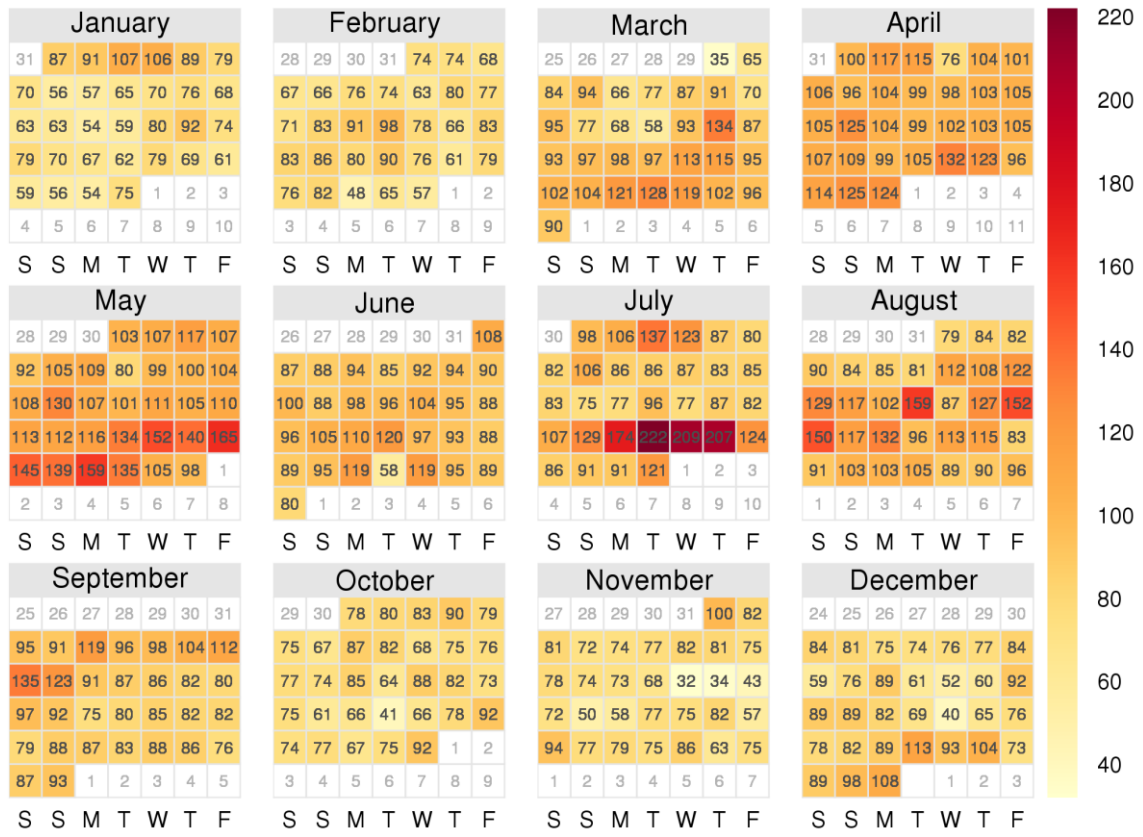 January February March April 220
31 87 91 107 106 89 79 28 29 30 31 74 74 68 25 26 27 28 29 35 65 31 100 117 115 76 104 101
70 56 57 65 70 76 68 67 66 76 74 63 80 77 84 94 66 77 87 91 70 106 96 104 99 98 103 105 200
63 63 54 59 80 92 74 71 83 91 98 78 66 83 95 77 68 58 93 134 87 105 125 104 99 102 103 105
79 70 67 62 79 69 61 83 86 80 90 76 61 79 93 97 98 97 113 115 95 107 109 99 105 132 123 96
59 56 54 75 1 2 3 76 82 48 65 57 1 2 102 104 121 128 119 102 96 114 125 124 1 2 3 4 180
4 5 6 7 8 9 10 3 4 5 6 7 8 9 90 1 2 3 4 5 6 5 6 7 8 9 10 11
S S M T W T F S S M T W T F S S M T W T F S S M T W T F 160
May June July August
28 29 30 103 107 117 107 26 27 28 29 30 31 108 30 98 106 137 123 87 80 28 29 30 31 79 84 82
92 105 109 80 99 100 104 87 88 94 85 92 94 90 82 106 86 86 87 83 85 90 84 85 81 112 108 122 140
108 130 107 101 111 105 110 100 88 98 96 104 95 88 83 75 77 96 77 87 82 129 117 102 159 87 127 152
113 112 116 134 152 140 165 96 105 110 120 97 93 88 107 129 174 222 209 207 124 150 117 132 96 113 115 83 120
145 139 159 135 105 98 1 89 95 119 58 119 95 89 86 91 91 121 1 2 3 91 103 103 105 89 90 96
2 3 4 5 6 7 8 80 1 2 3 4 5 6 4 5 6 7 8 9 10 1 2 3 4 5 6 7 100
S S M T W T F S S M T W T F S S M T W T F S S M T W T F
September October November December
25 26 27 28 29 30 31 29 30 78 80 83 90 79 27 28 29 30 31 100 82 24 25 26 27 28 29 30 80
95 91 119 96 98 104 112 75 67 87 82 68 75 76 71 72 74 77 82 81 75 84 81 75 74 76 77 84
135 123 91 87 86 82 80 77 74 85 64 88 82 73 78 74 73 68 32 34 43 59 76 89 61 52 60 92 60
97 92 75 80 85 82 82 75 61 66 41 66 78 92 72 50 58 77 75 82 57 89 89 82 69 40 65 76
79 88 87 83 88 86 76 74 77 67 75 92 1 2 94 77 79 75 86 63 75 78 82 89 113 93 104 73
87 93 1 2 3 4 5 3 4 5 6 7 8 9 1 2 3 4 5 6 7 89 98 108 1 2 3 40
S S M T W T F S S M T W T F S S M T W T F S S M T W T F